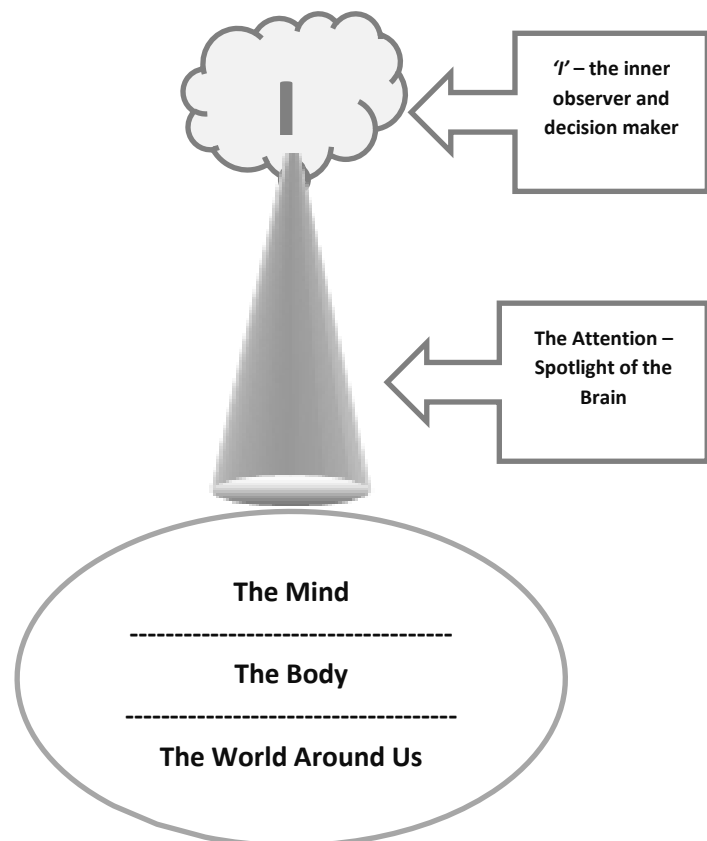 I
'I' – the inner
observer and
decision maker
The Attention –
Spotlight of the
Brain
The Mind
------------------------------------
The Body
-------------------------------------
The World Around Us